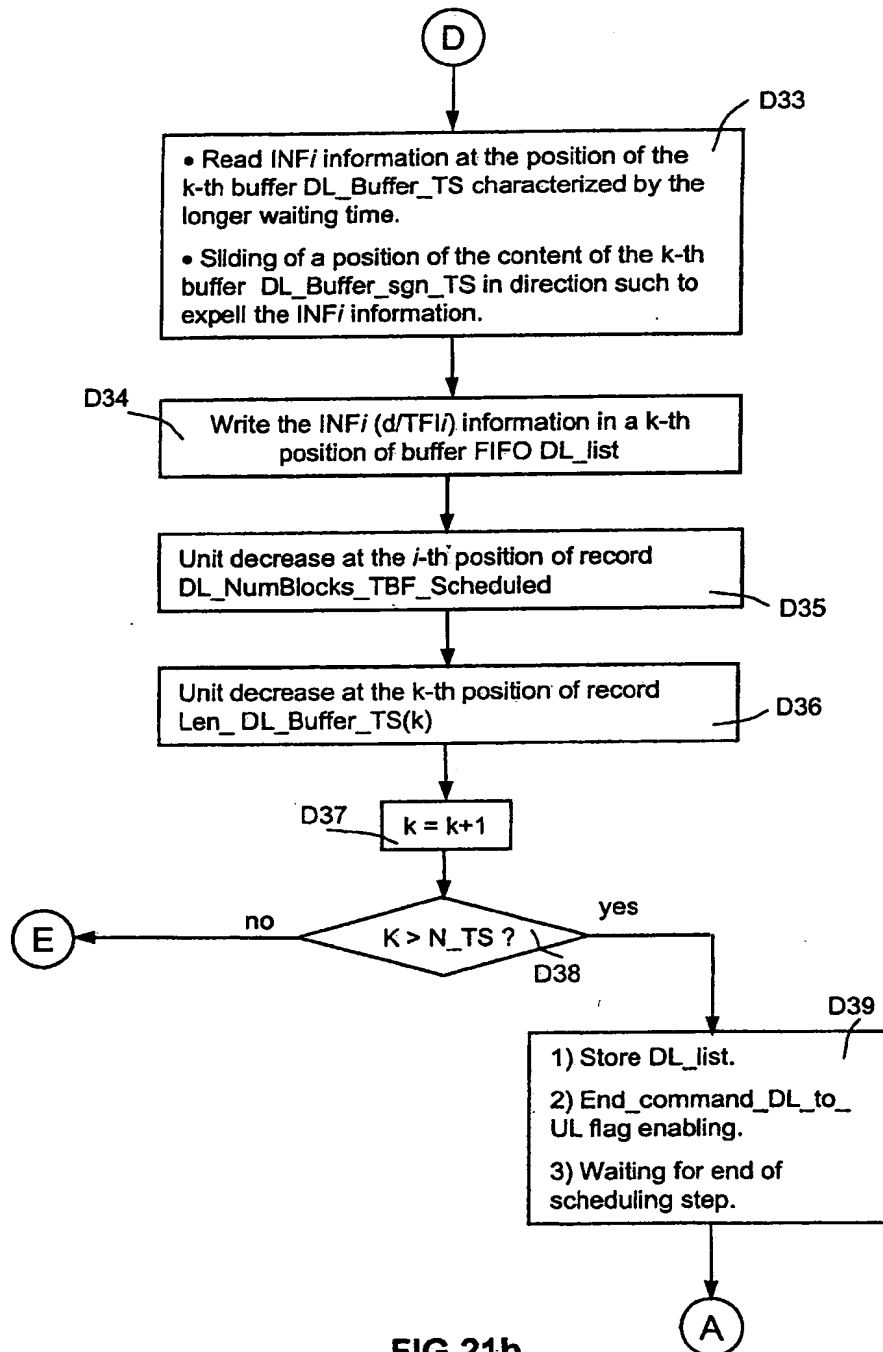 D
D33
• Read INFi information at the position of the
k-th buffer DL_Buffer_TS characterized by the
longer waiting time.
• Sliding of a position of the content of the k-th
buffer DL_Buffer_sgn_TS in direction such to
expell the INFi information.
D34
Write the INFi (d/TFIi) information in a k-th
position of buffer FIFO DL_list
Unit decrease at the i-th position of record
DL_NumBlocks_TBF_Scheduled
D35
Unit decrease at the k-th position of record
Len_ DL_Buffer_TS(k)
D36
D37
k = k+1
E
no
K > N_TS ?
yes
D38
D39
1) Store DL_list.
2) End_command_DL_to_
UL flag enabling.
3) Waiting for end of
scheduling step.
A
FIG.21b